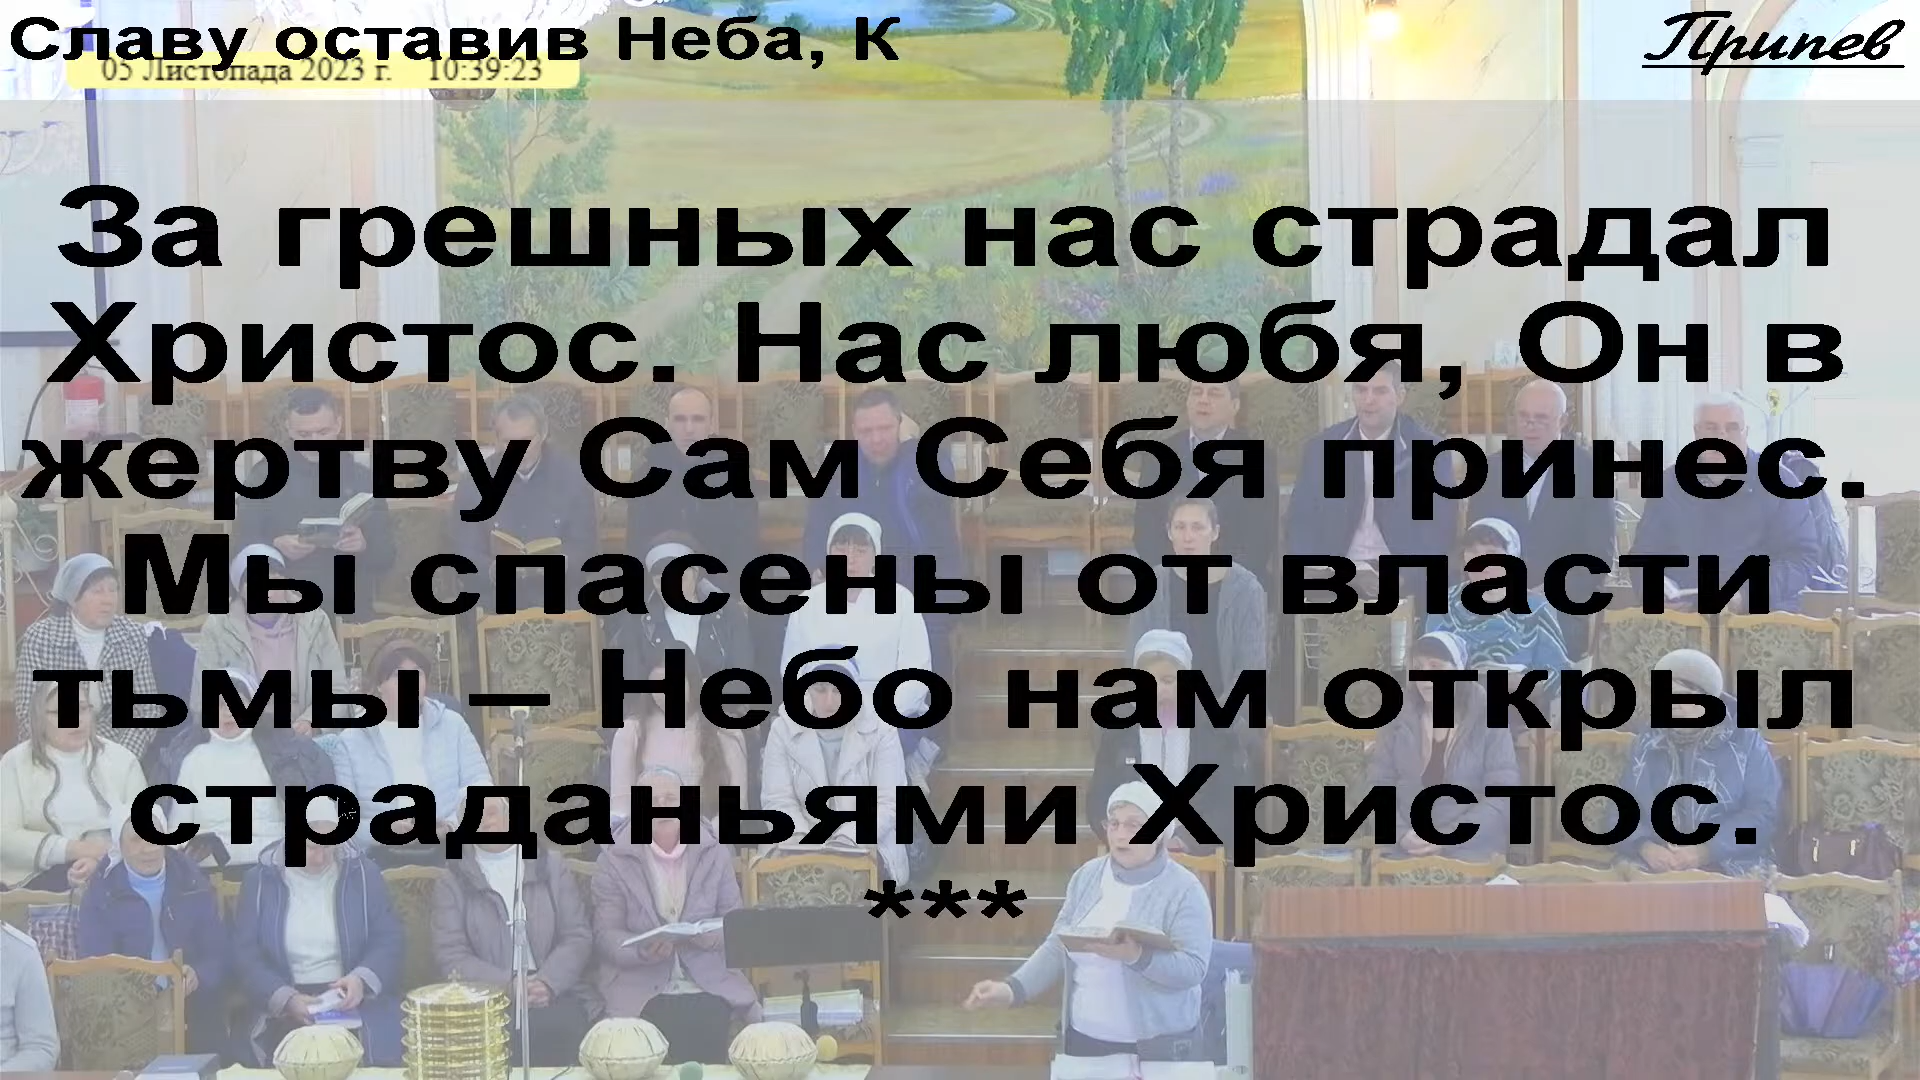 Славу оставив Неба, К
Припев
05 Листопада 2023 г. 10:39:23
За грешных нас страдал
Христос. Нас любя, Он в
жертву Сам Себя принес.
Мы спасены от власти
тьмы – Небо нам открыл
страданьями Христос.
***